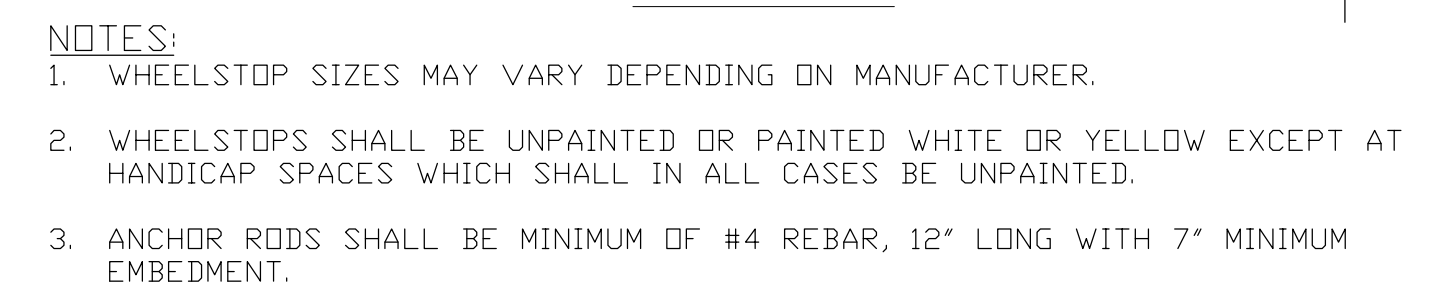 NOTES:
1. WHEELSTOP SIZES MAY VARY DEPENDING ON MANUFACTURER.
2. WHEELSTOPS SHALL BE UNPAINTED OR PAINTED WHITE OR YELLOW EXCEPT AT
HANDICAP SPACES WHICH SHALL IN ALL CASES BE UNPAINTED.
3. ANCHOR RODS SHALL BE MINIMUM OF #4 REBAR, 12" LONG WITH 7" MINIMUM
EMBEDMENT.